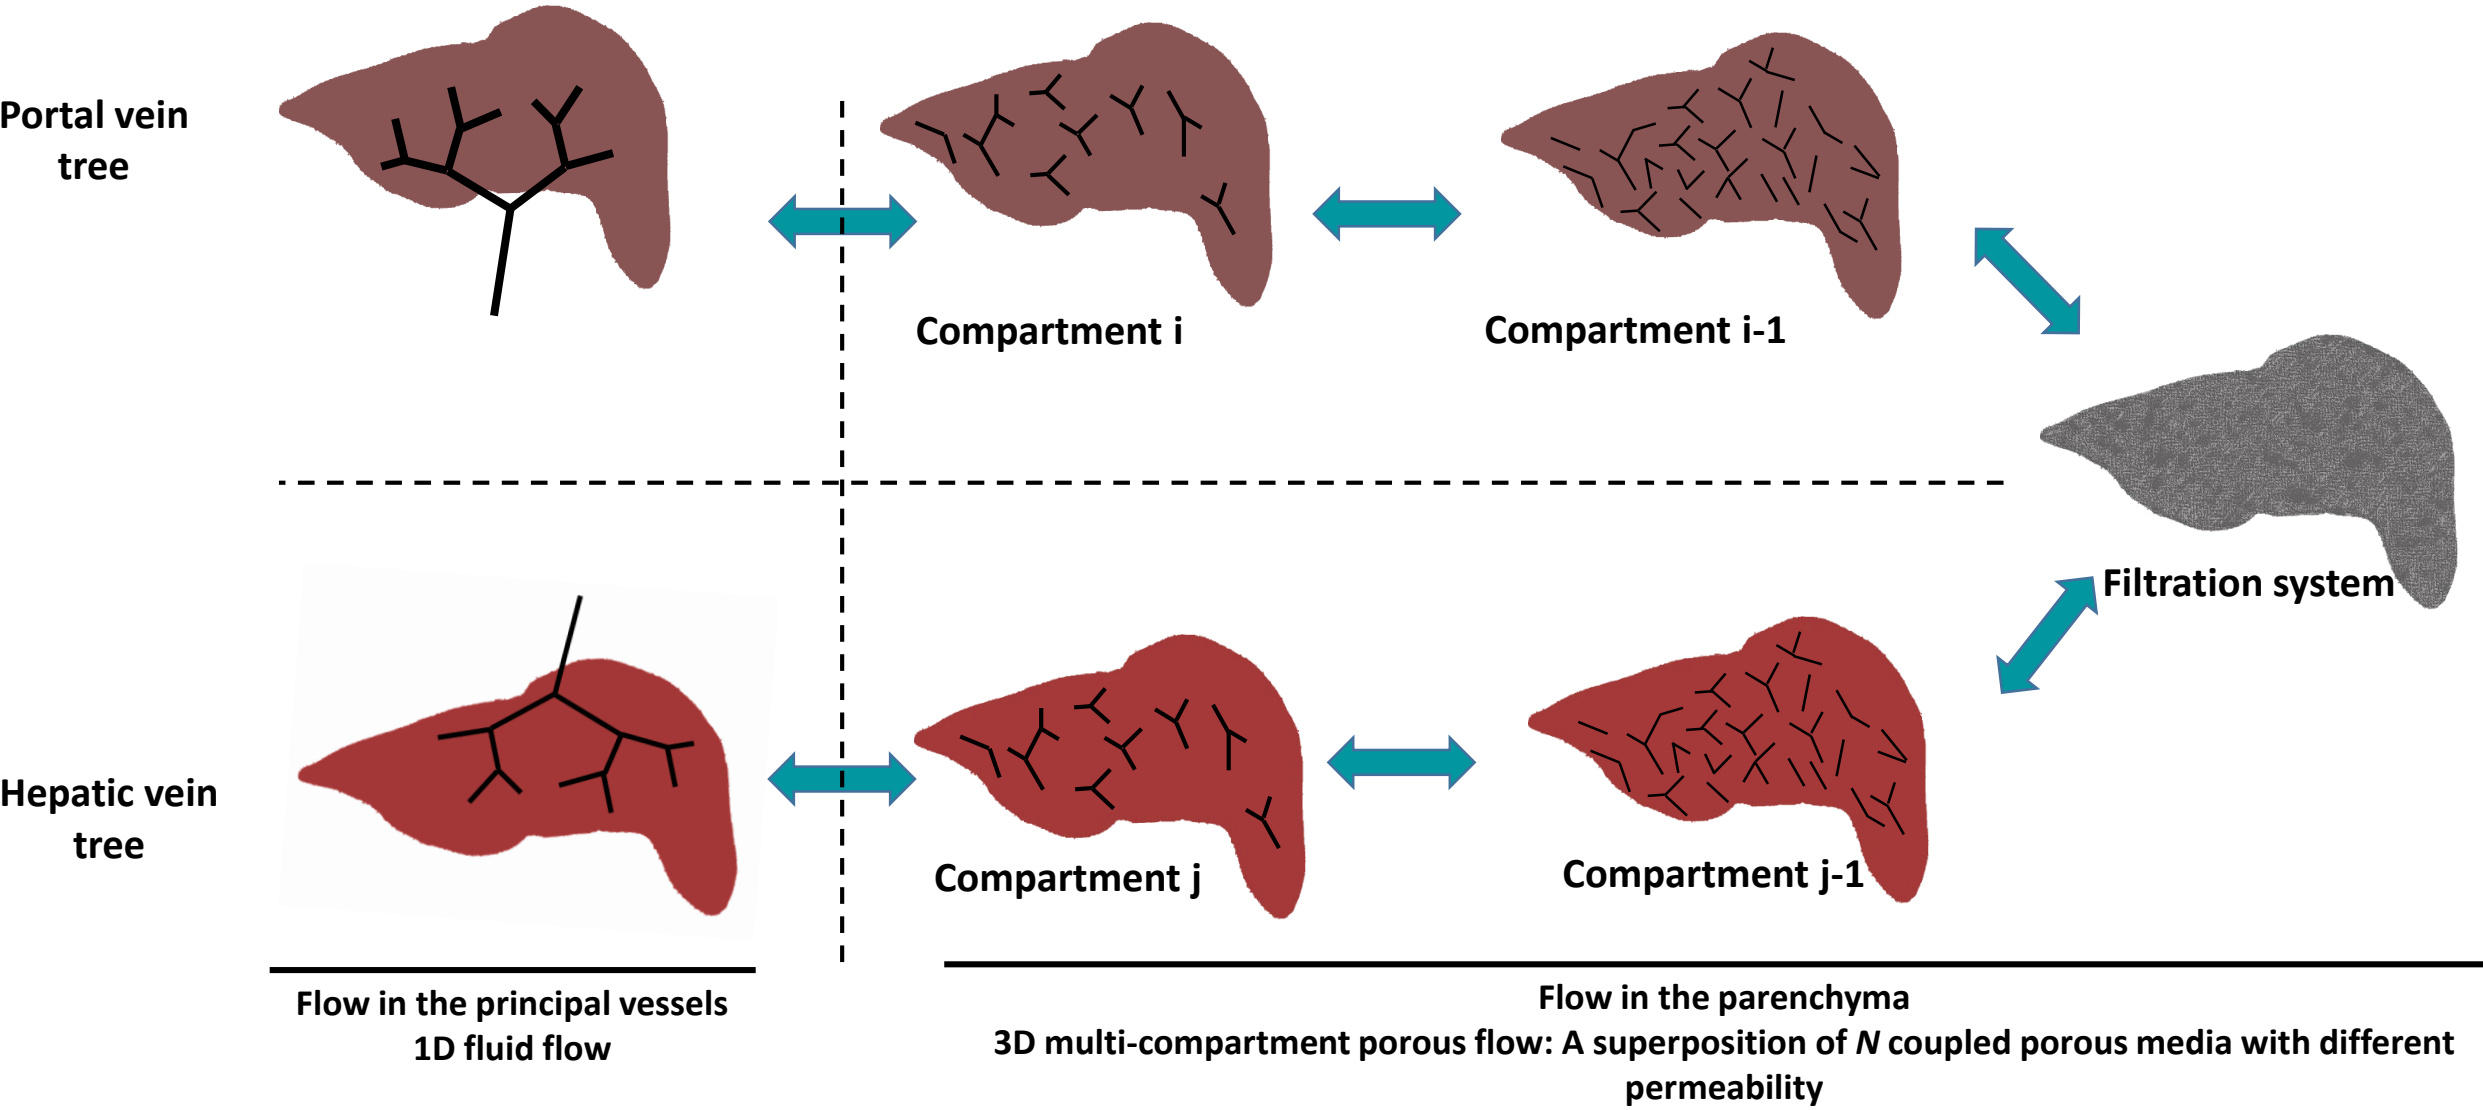 Portal vein
tree
Compartment i
Compartment i-1
Filtration system
Hepatic vein
tree
Compartment j
Compartment j-1
Flow in the principal vessels
1D fluid flow
Flow in the parenchyma
3D multi-compartment porous flow: A superposition of N coupled porous media with different
permeability